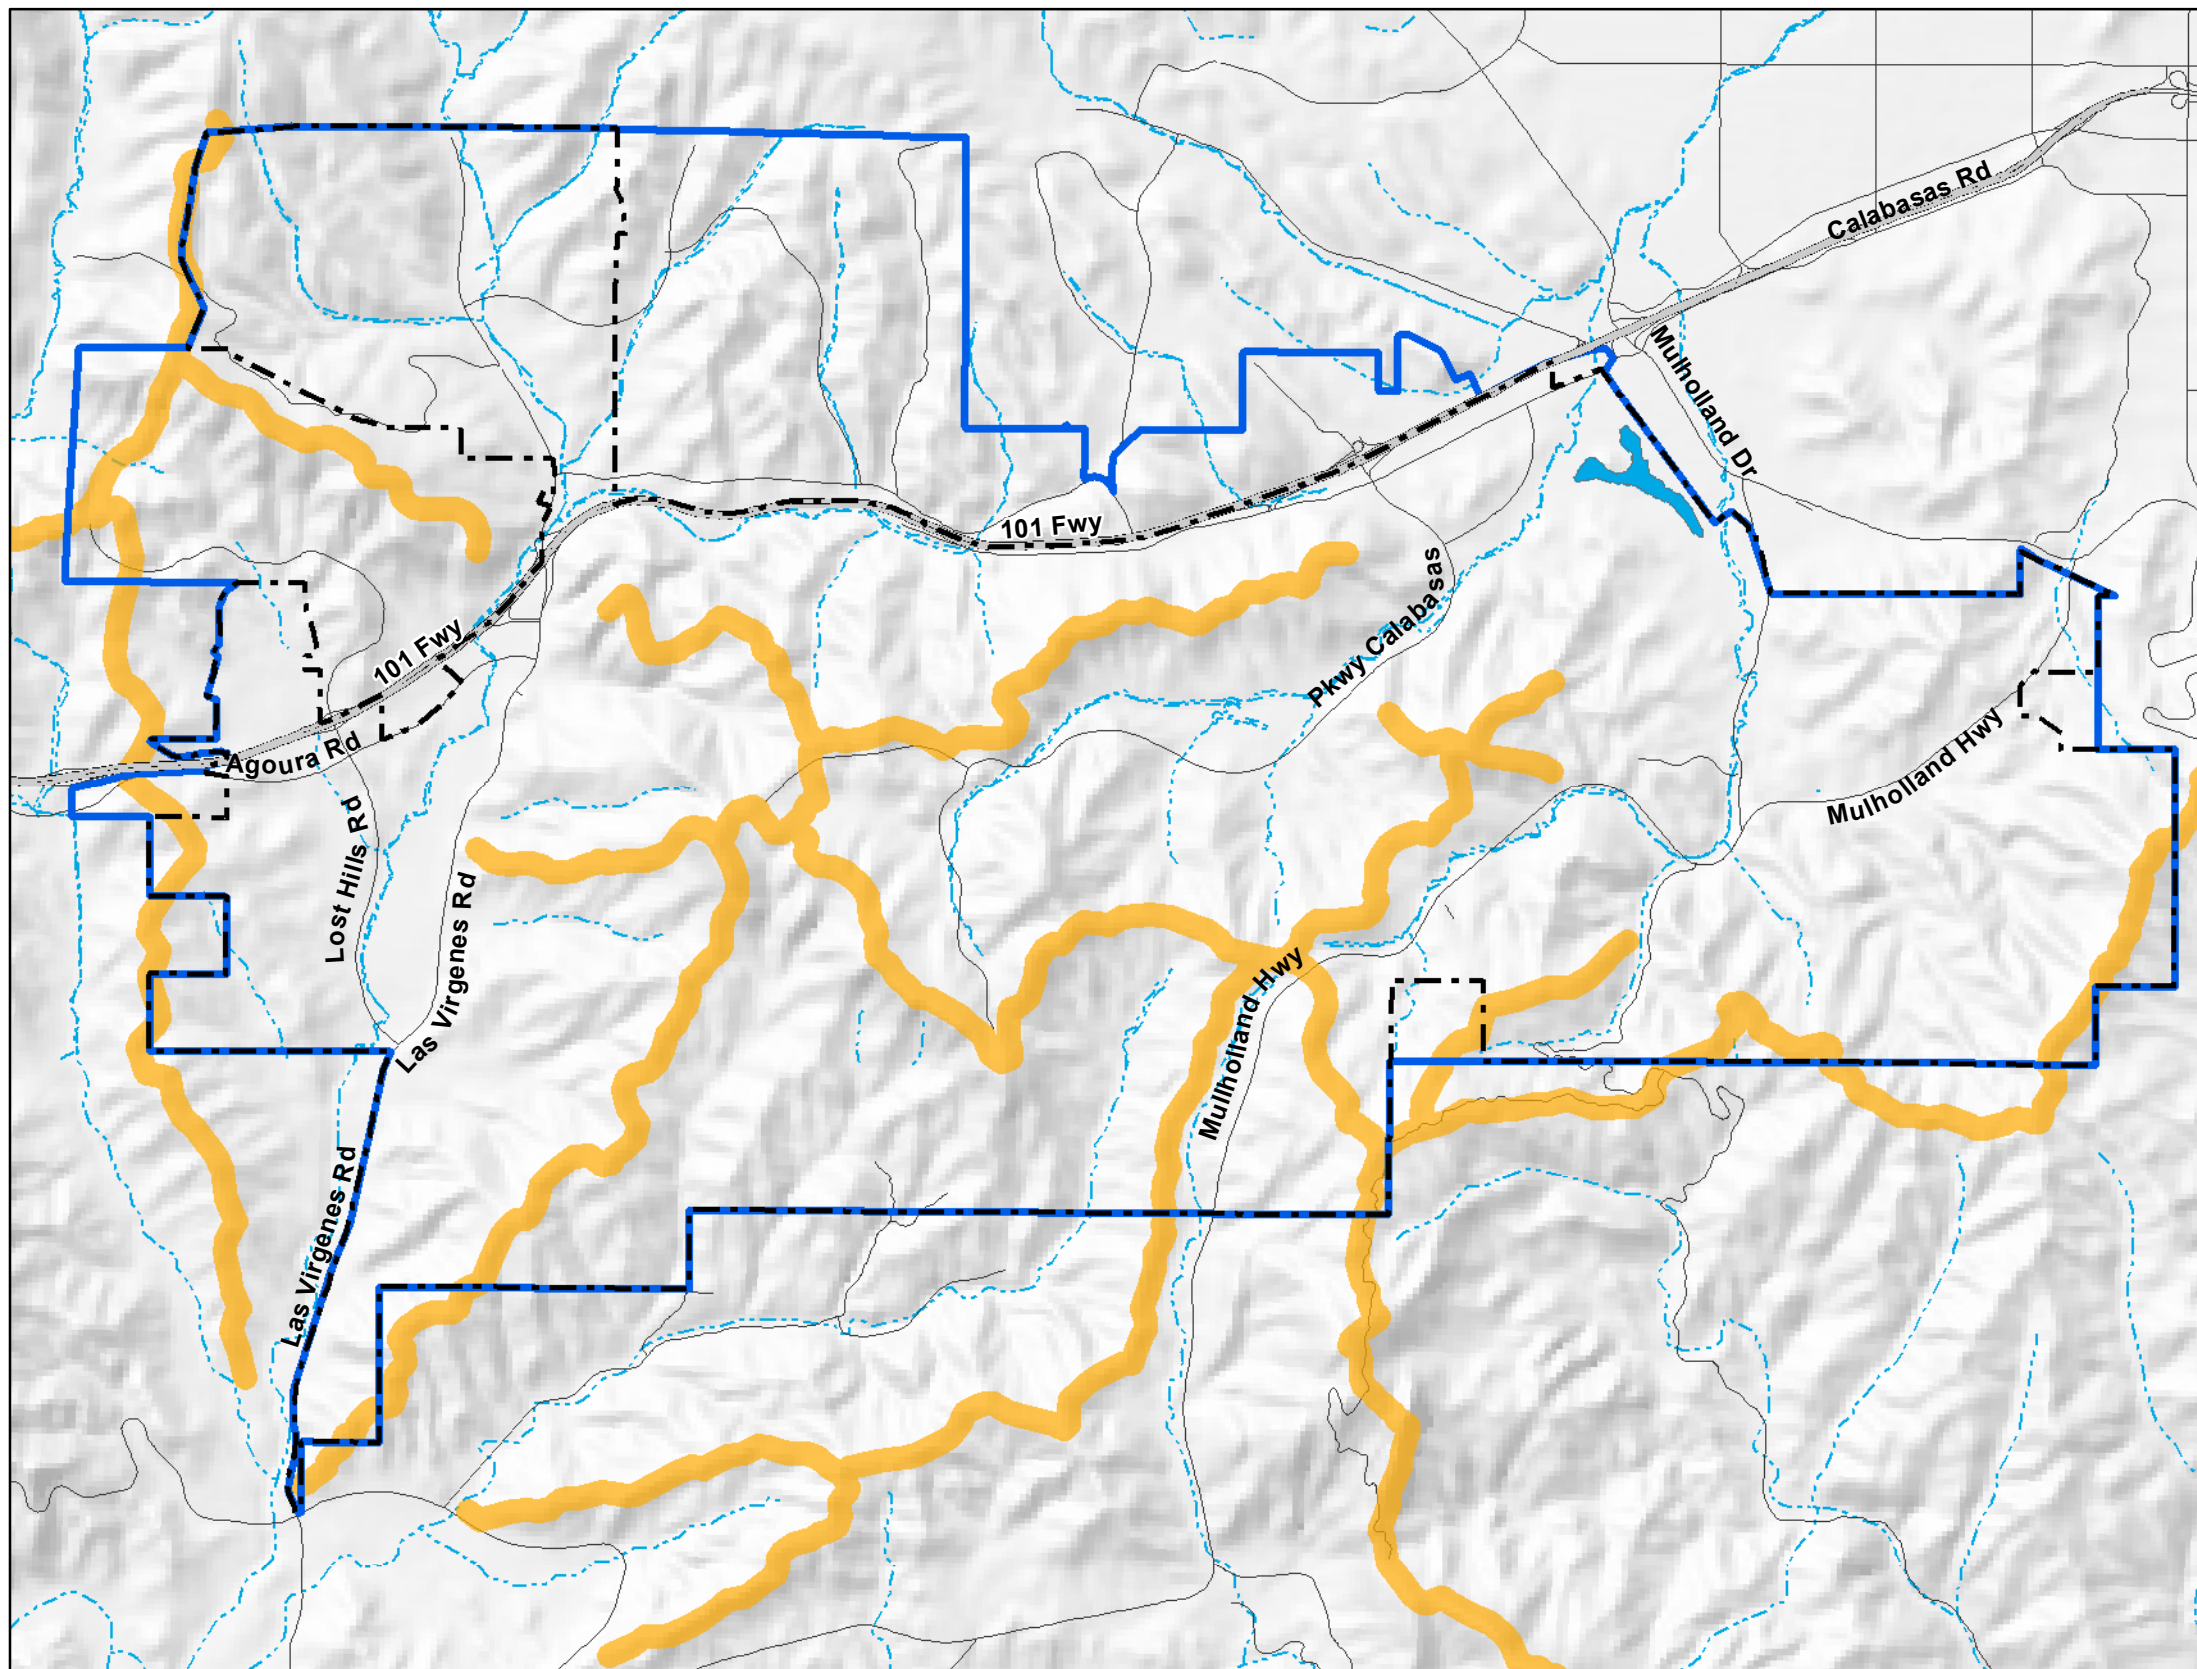 Calabasas Rd
Mulholland Dr
101 Fwy
Pkwy Calabasas
101 Fwy
Agoura Rd
Mulholland Hwy
Lost Hills Rd
Las Virgenes Rd
Mullholland Hwy
Las Virgenes Rd